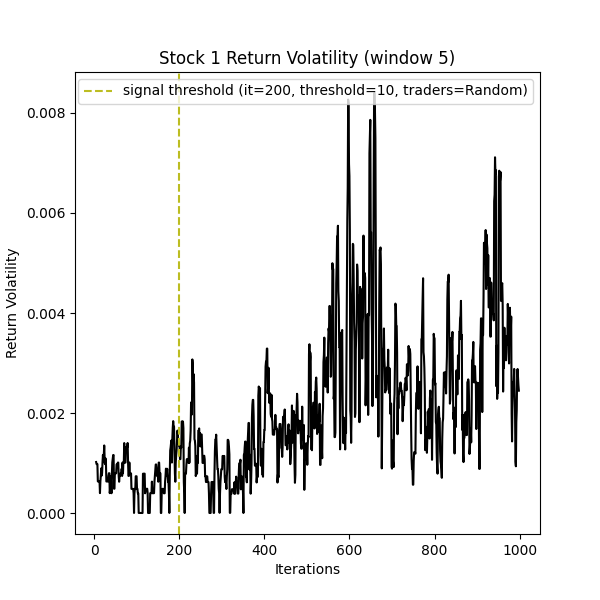 Stock 1 Return Volatility (window 5)
signal threshold (it=200, threshold=10, traders=Random)
0.008
0.006
0.004
0.002
0.000
Return Volatility
0
200
400
600
800
1000
Iterations